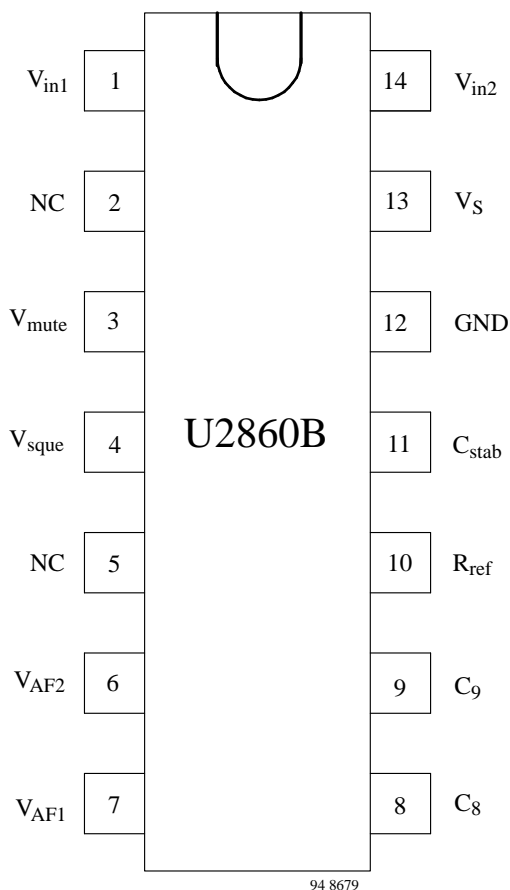 V_in1 1 14 V_in2
NC 2 13 V_S
V_mute 3 12 GND
V_sque 4 U2860B 11 C_stab
NC 5 10 R_ref
V_AF2 6 9 C_9
V_AF1 7 8 C_8
94 8679